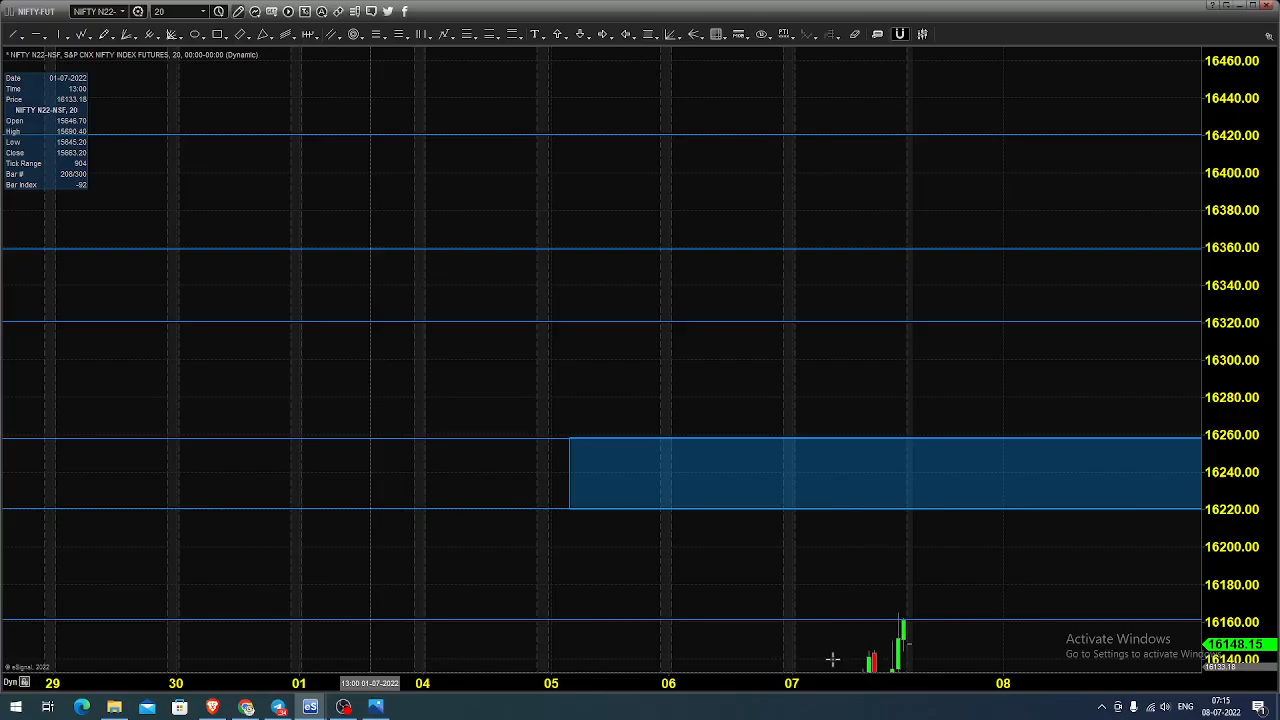 NIFTY-FUT NIFTY N22- 20
* NIFTY N22-NSF, S&P CNX NIFTY INDEX FUTURES, 20, 00:00-00:00 (Dynamic)
Date 01-07-2022
Time 13:00
Price 16133.18
NIFTY N22-NSF, 20
Open 15646.70
High 15690.40
Low 15645.20
Close 15663.20
Tick Range 904
Bar # 208/300
Bar Index -92
16460.00
16440.00
16420.00
16400.00
16380.00
16360.00
16340.00
16320.00
16300.00
16280.00
16260.00
16240.00
16220.00
16200.00
16180.00
16160.00
16148.15
16140.00
16133.18
Activate Windows
Go to Settings to activate Windows.
© eSignal, 2022
Dyn 29 30 01 13:00 01-07-2022 04 05 06 07 08
eS
07:15
08-07-2022